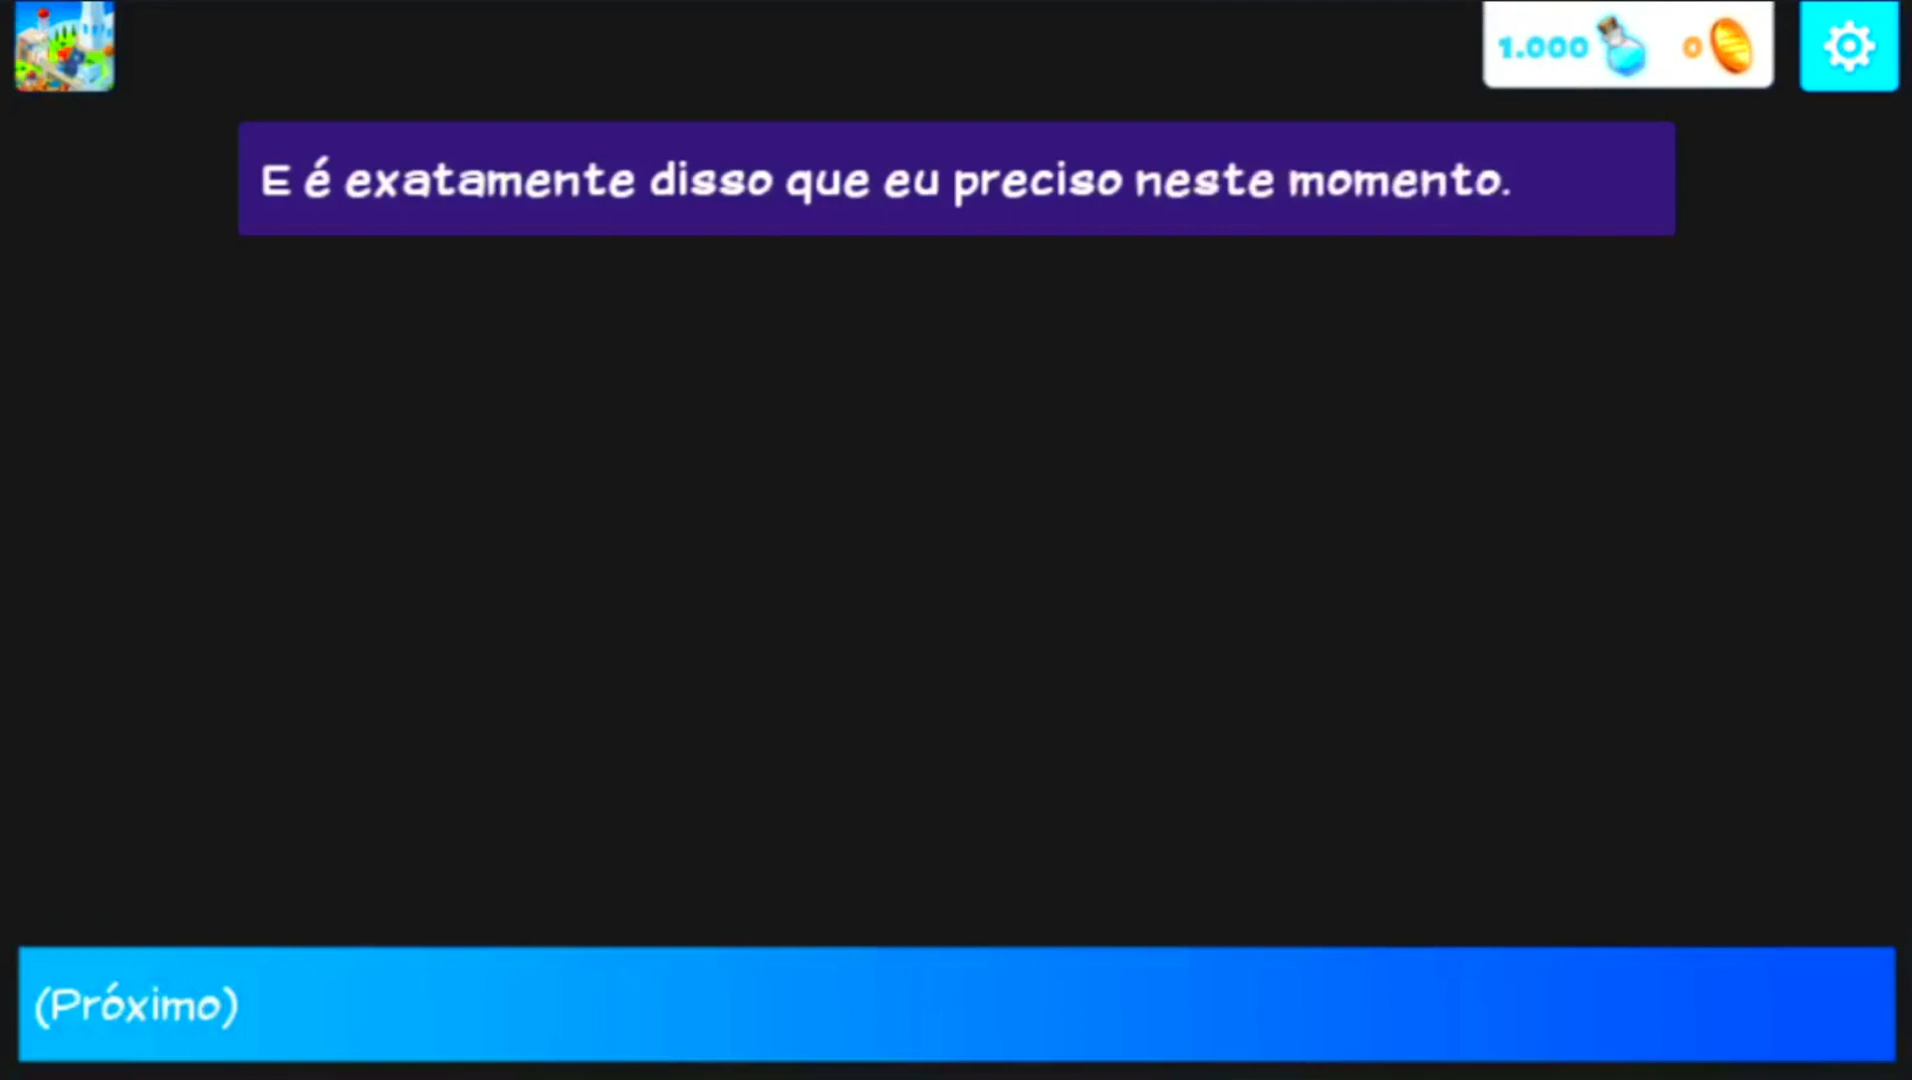 1.000 0
E é exatamente disso que eu preciso neste momento.
(Próximo)